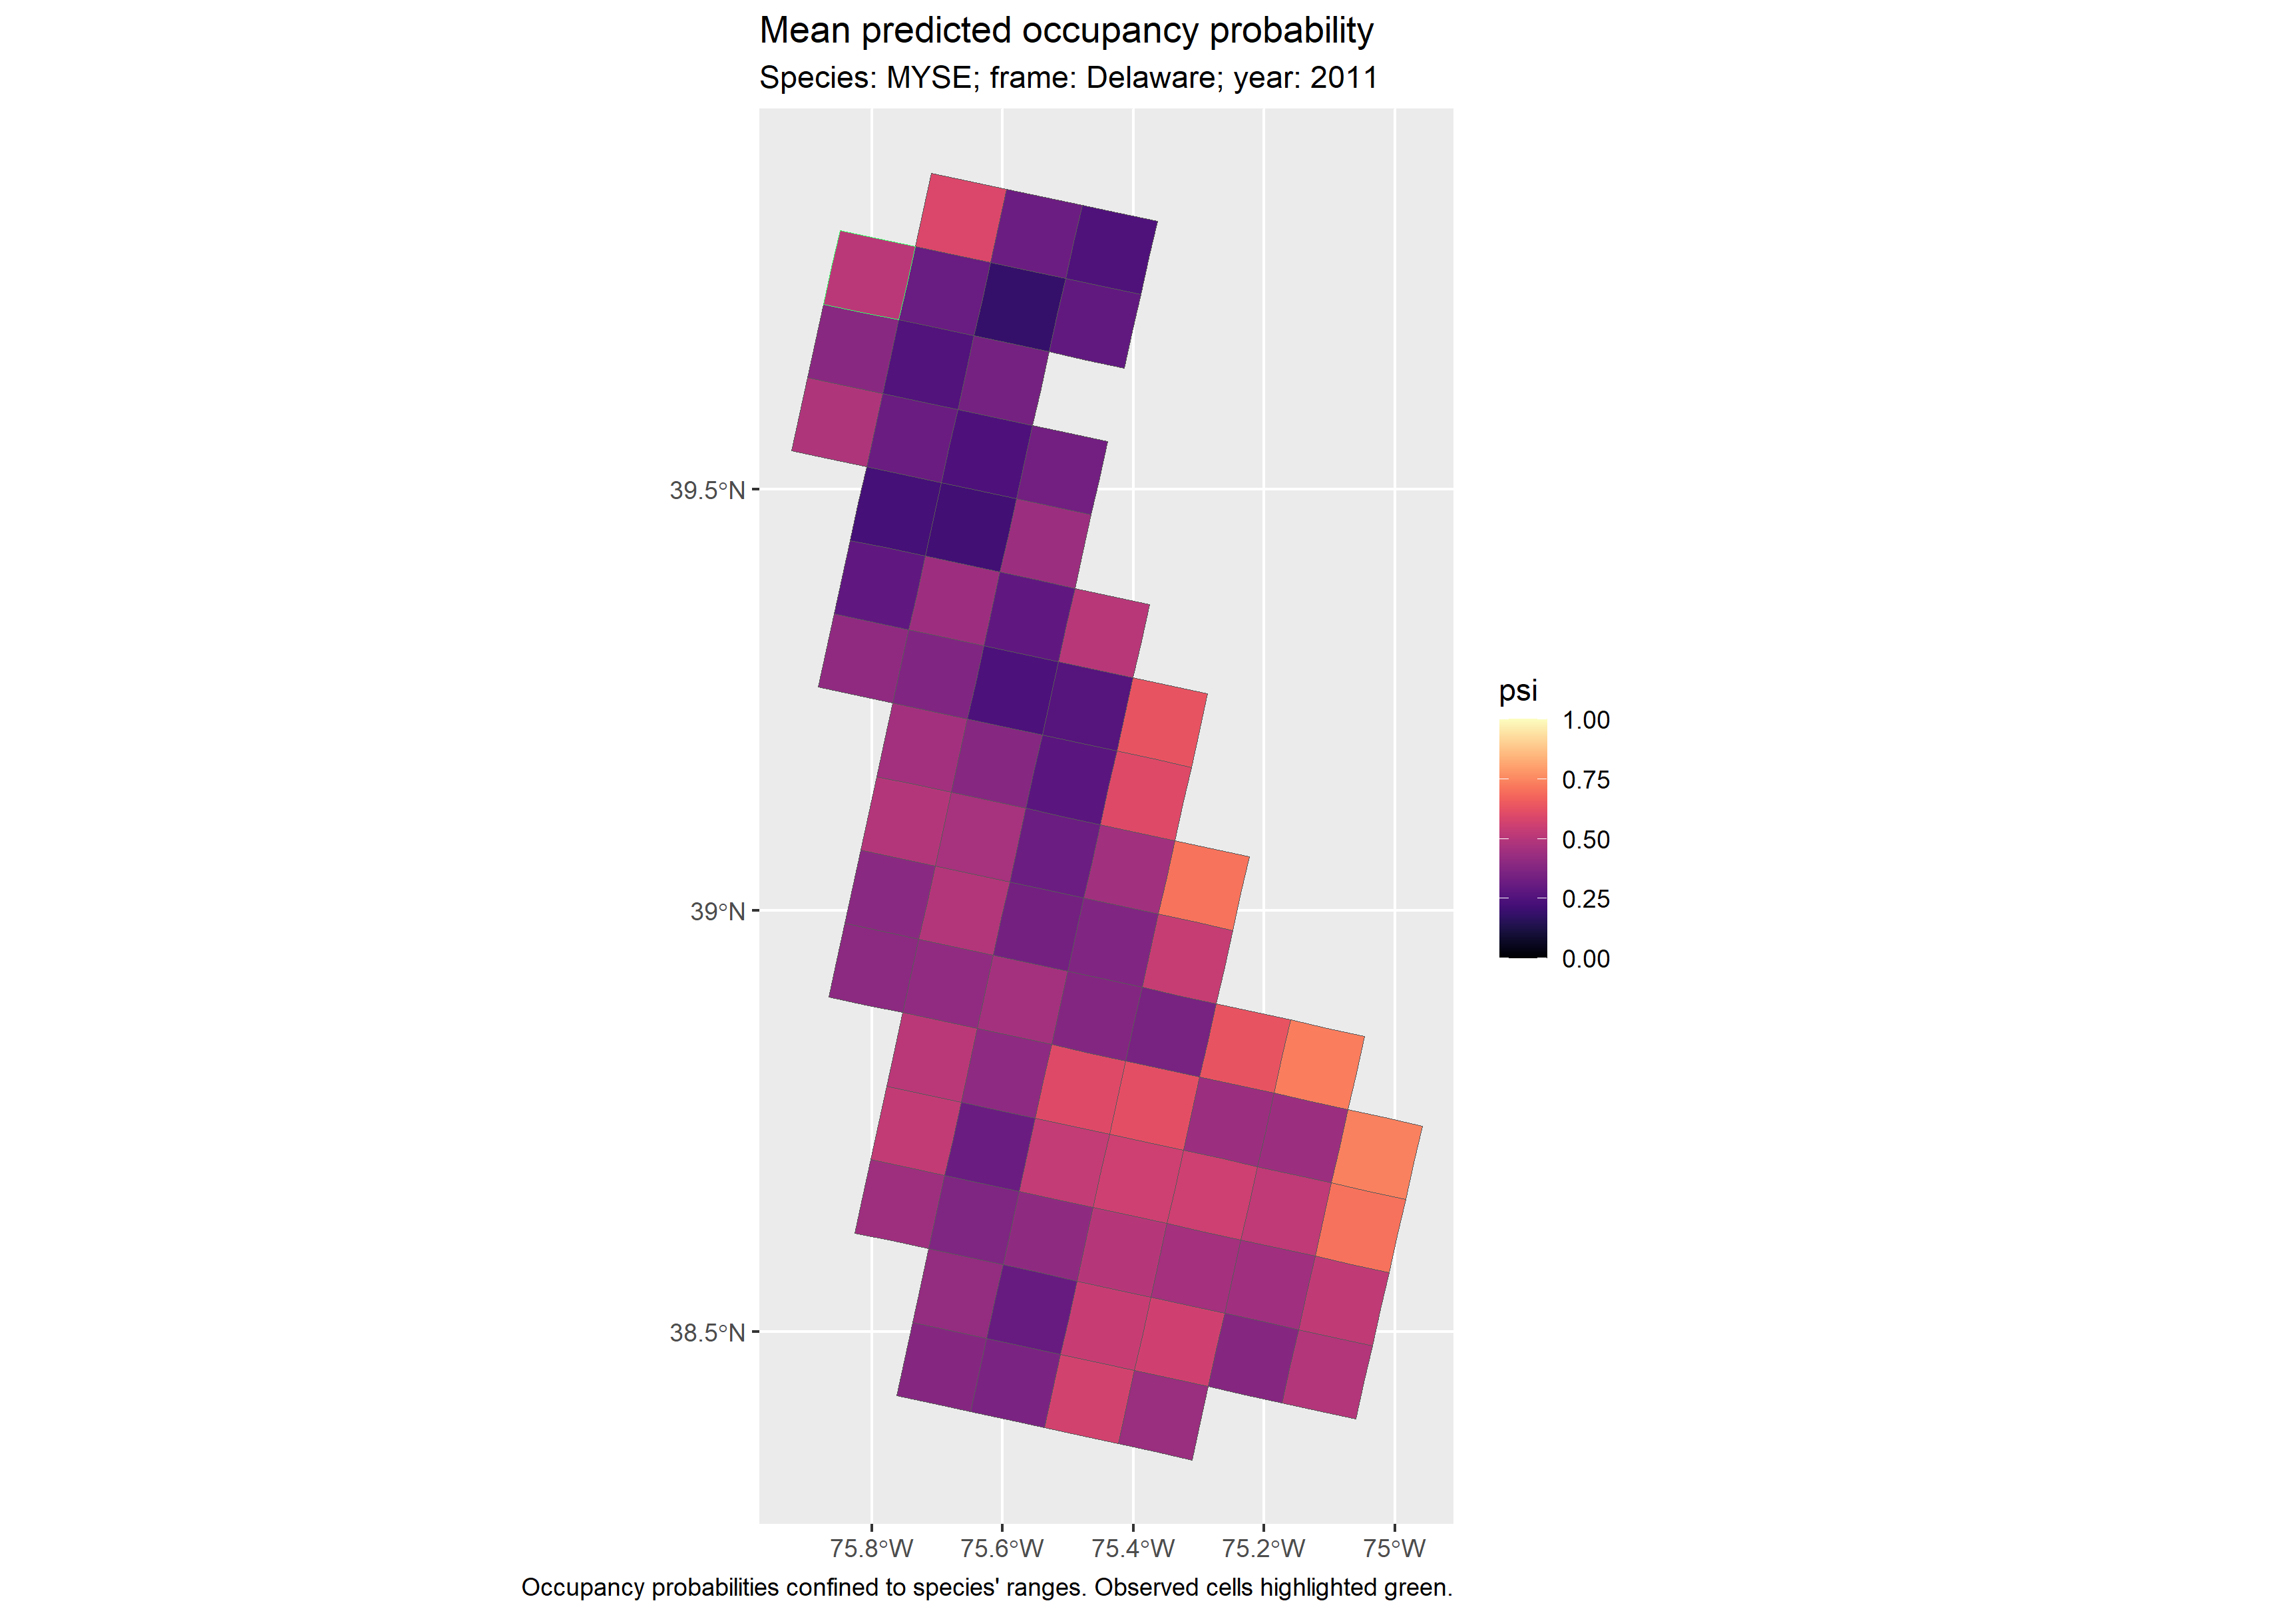 Mean predicted occupancy probability
Species: MYSE; frame: Delaware; year: 2011
39.5°N
39°N
38.5°N
75.8°W
75.6°W
75.4°W
75.2°W
75°W
psi
1.00
0.75
0.50
0.25
0.00
Occupancy probabilities confined to species' ranges. Observed cells highlighted green.